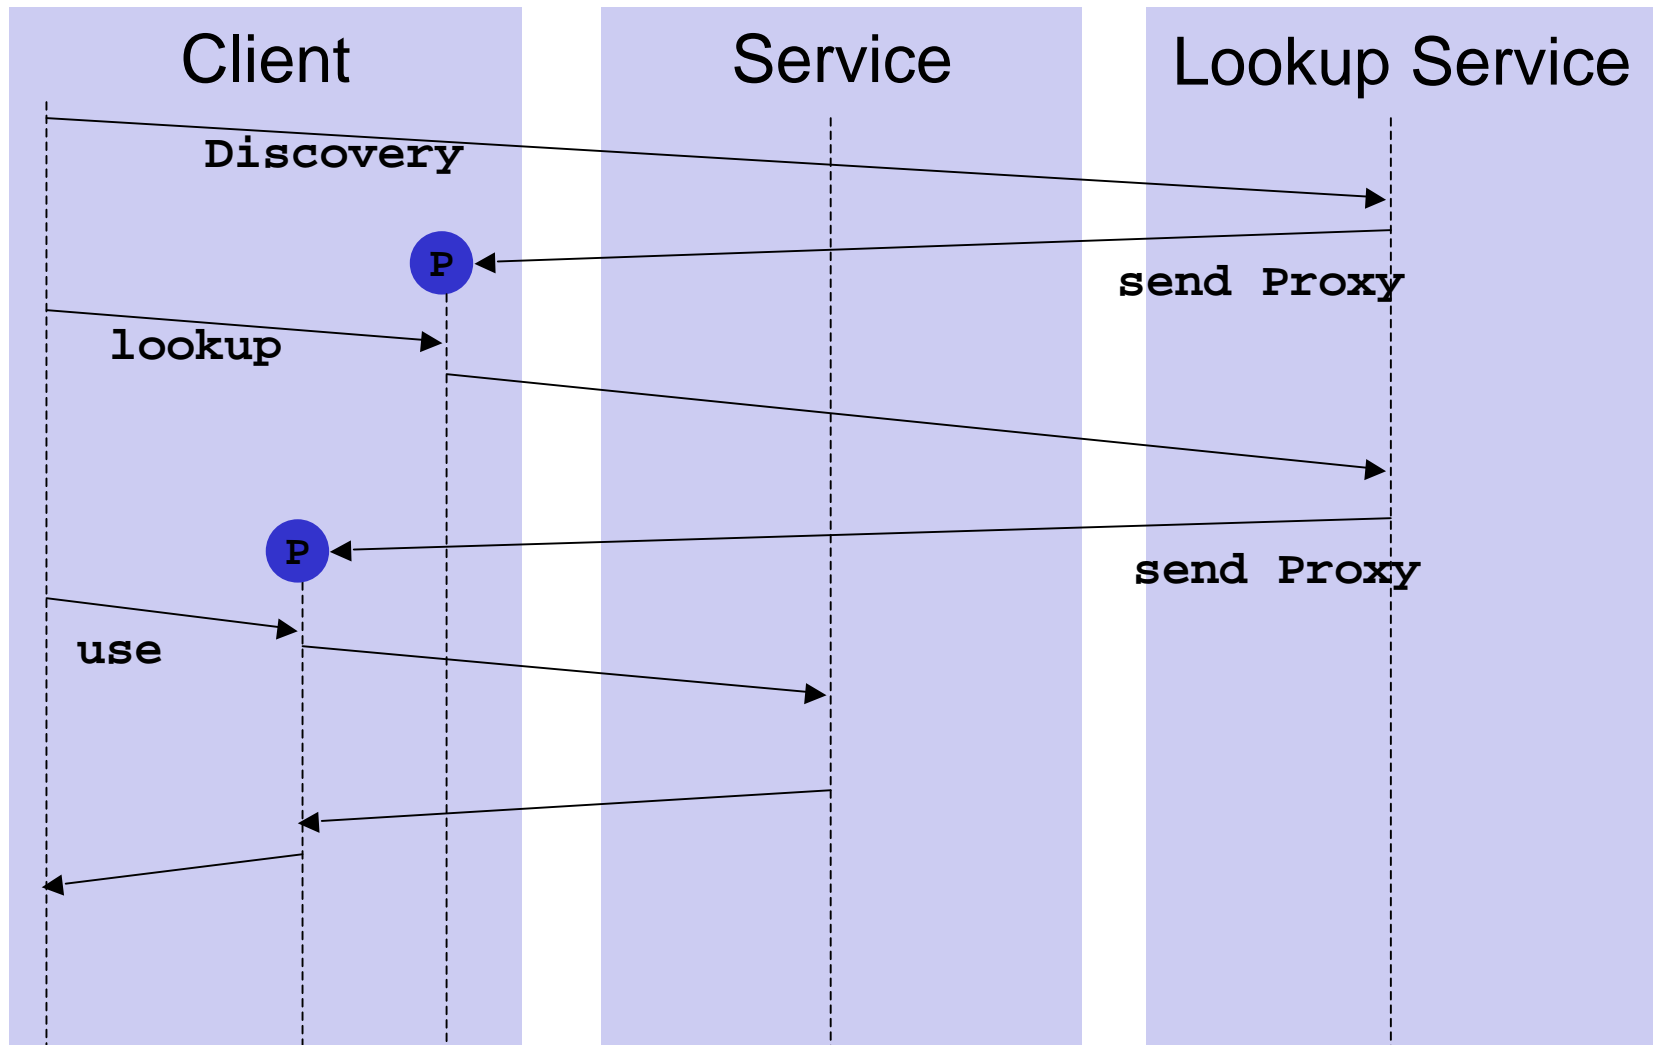 Client
Service
Lookup Service
Discovery
P
send Proxy
lookup
P
send Proxy
use